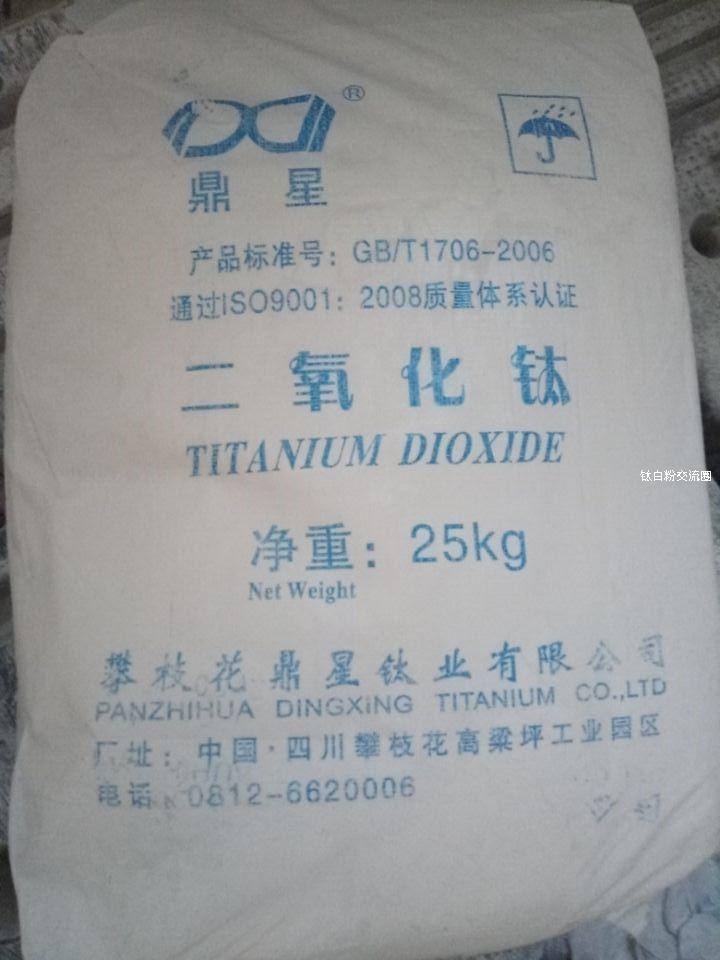 ®
鼎星
产品标准号：GB/T1706-2006
通过ISO9001：2008质量体系认证
二氧化钛
TITANIUM DIOXIDE
钛白粉交流圈
净重：25kg
Net Weight
攀枝花鼎星钛业有限公司
PANZHIHUA DINGXiNG TITANIUM CO.,LTD
厂址：中国·四川攀枝花高粱坪工业园区
电话：0812-6620006
公司